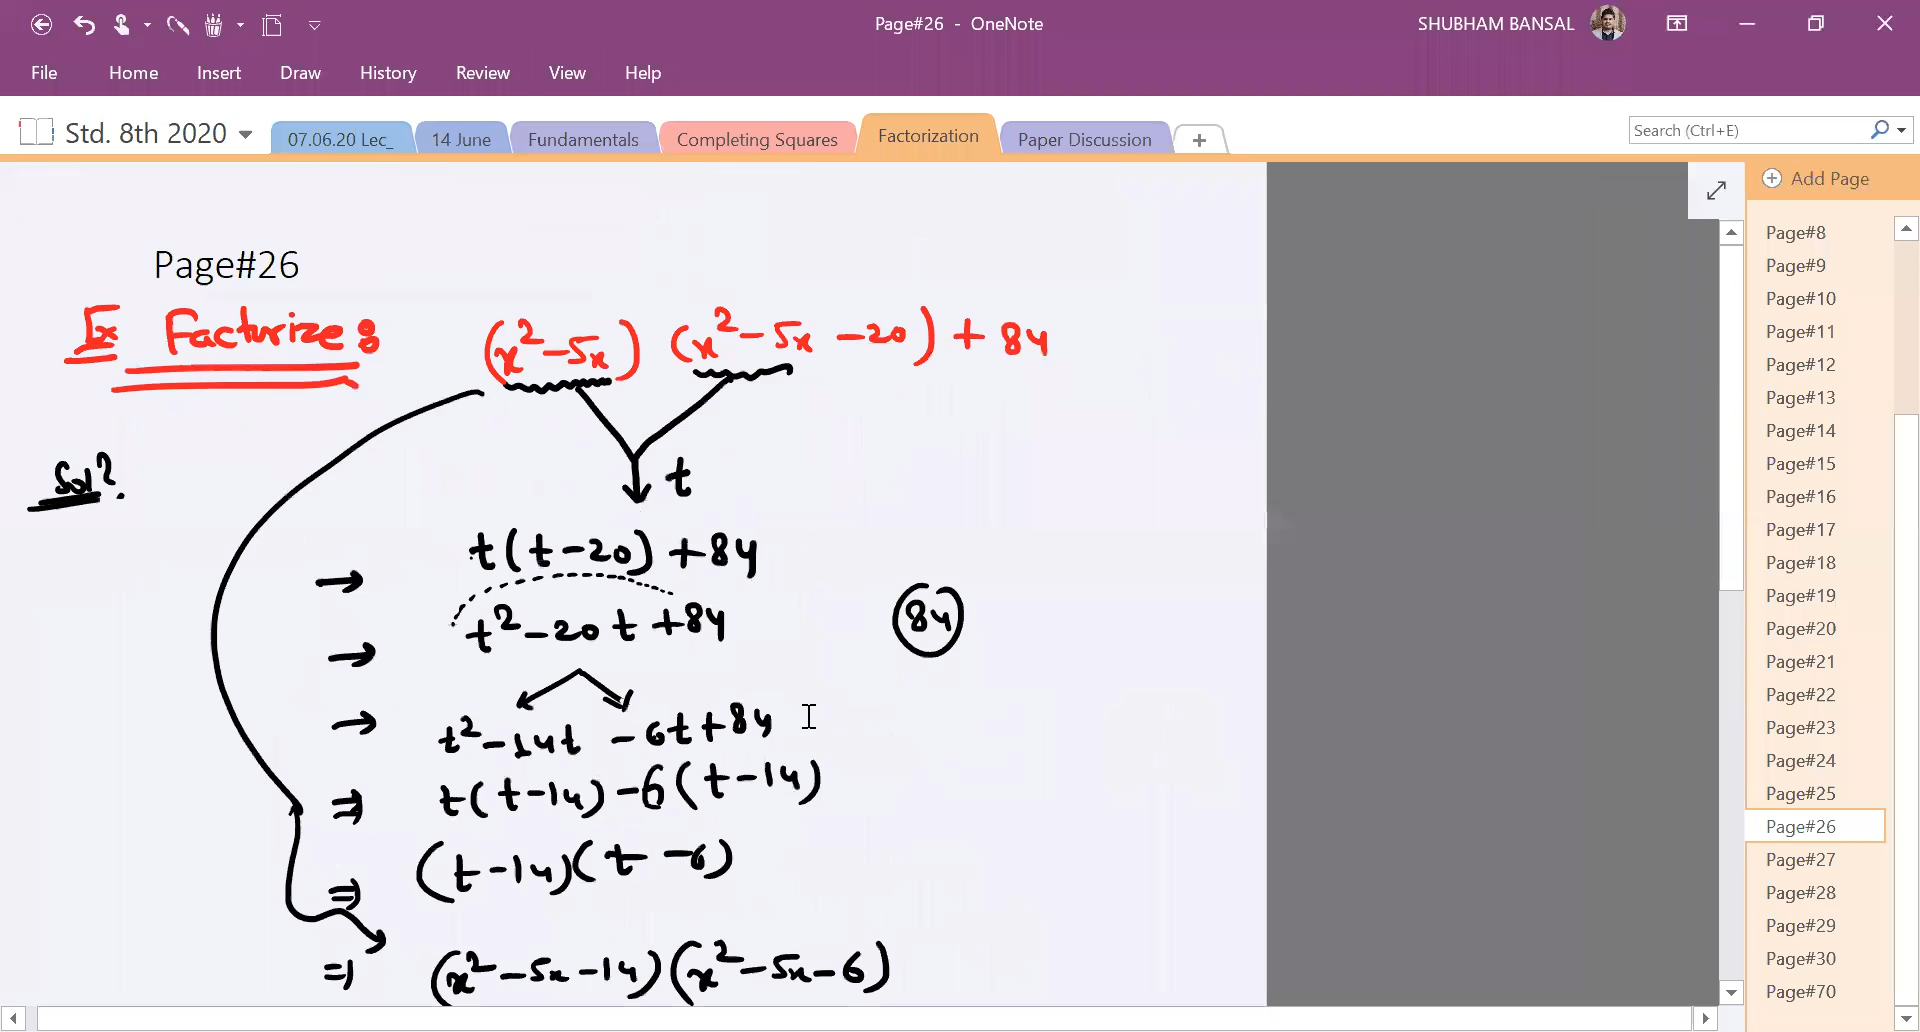 Page#26 - OneNote
SHUBHAM BANSAL
File Home Insert Draw History Review View Help
Std. 8th 2020
07.06.20 Lec_
14 June
Fundamentals
Completing Squares
Factorization
Paper Discussion
+
Search (Ctrl+E)
Add Page
Page#8
Page#9
Page#10
Page#11
Page#12
Page#13
Page#14
Page#15
Page#16
Page#17
Page#18
Page#19
Page#20
Page#21
Page#22
Page#23
Page#24
Page#25
Page#26
Page#27
Page#28
Page#29
Page#30
Page#70
Page#26
Ex Factorize: (x²-5x) (x²-5x-20) + 84
Sol?.
t
→ t(t-20)+84
→ t²-20t+84
84
→ t²-14t-6t+84
⇒ t(t-14)-6(t-14)
⇒ (t-14)(t-6)
⇒ (x²-5x-14)(x²-5x-6)